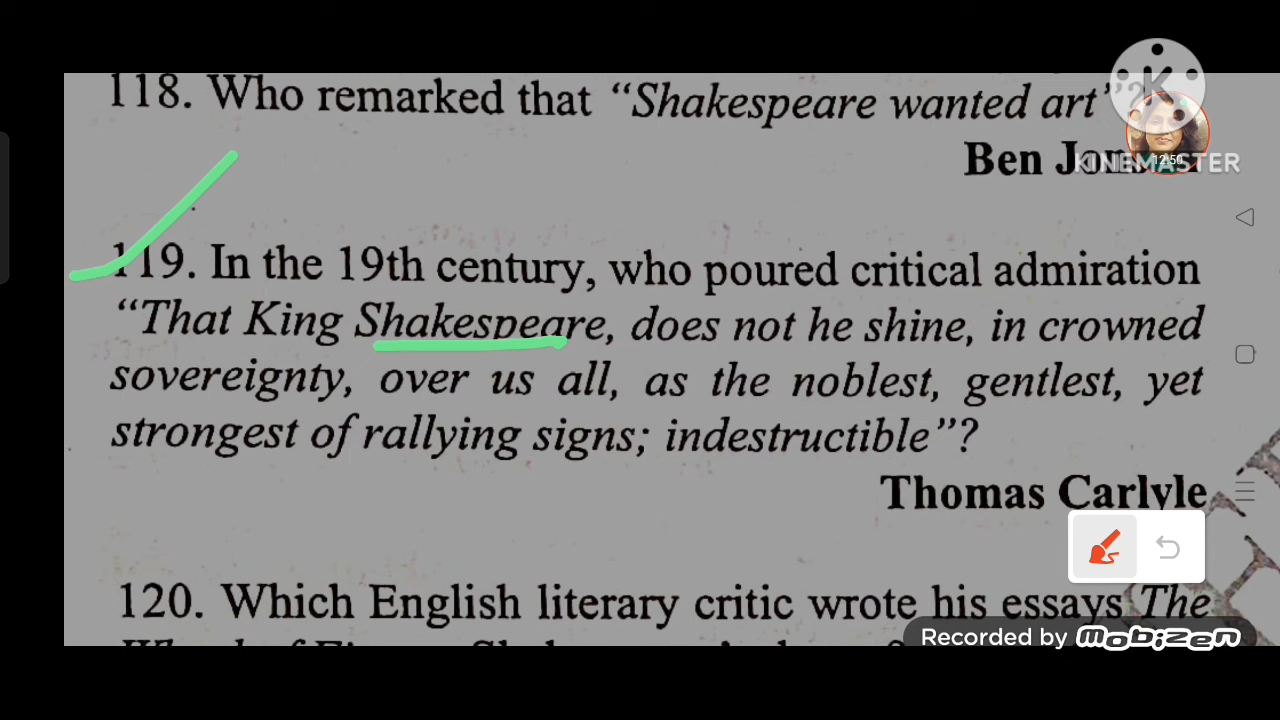 118. Who remarked that "Shakespeare wanted art"?
Ben
KINEMASTER
12:50
119. In the 19th century, who poured critical admiration
"That King Shakespeare, does not he shine, in crowned
sovereignty, over us all, as the noblest, gentlest, yet
strongest of rallying signs; indestructible"?
Thomas Carlyle
120. Which English literary critic wrote his essays The
Recorded by MOBIZEN